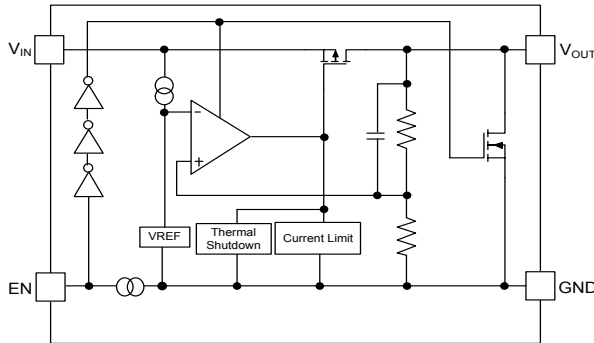 VIN
VOUT
−
+
VREF
Thermal
Shutdown
Current Limit
EN
GND